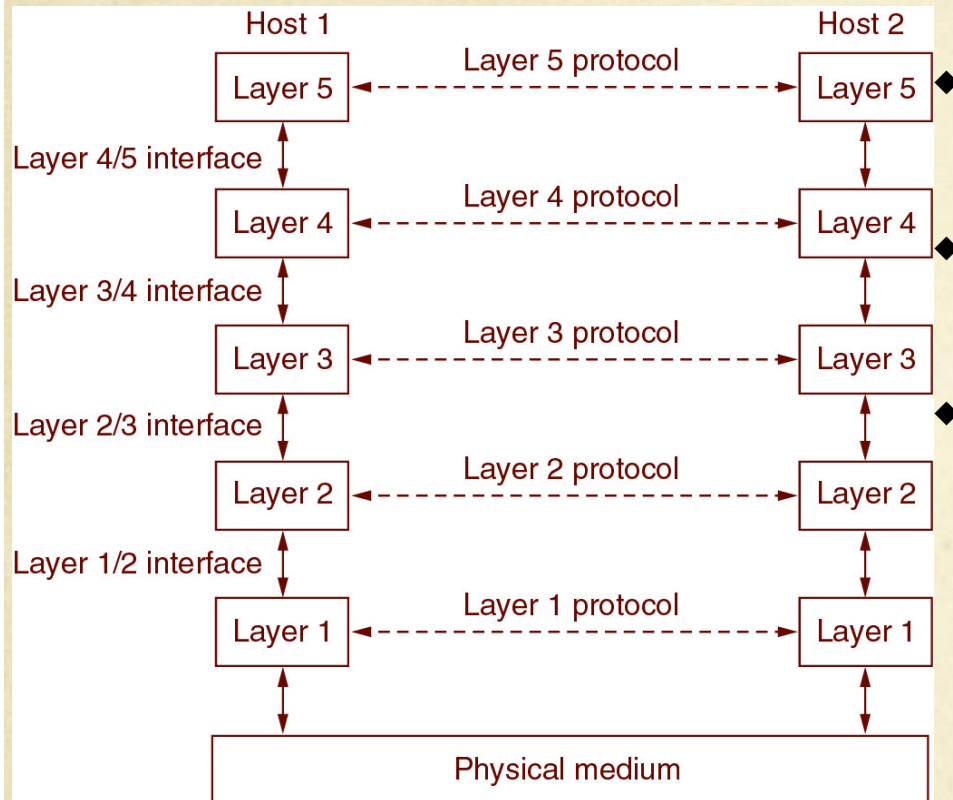 Host 1 Host 2
Layer 5 Layer 5 protocol Layer 5
Layer 4/5 interface
Layer 4 Layer 4 protocol Layer 4
Layer 3/4 interface
Layer 3 Layer 3 protocol Layer 3
Layer 2/3 interface
Layer 2 Layer 2 protocol Layer 2
Layer 1/2 interface
Layer 1 Layer 1 protocol Layer 1
Physical medium